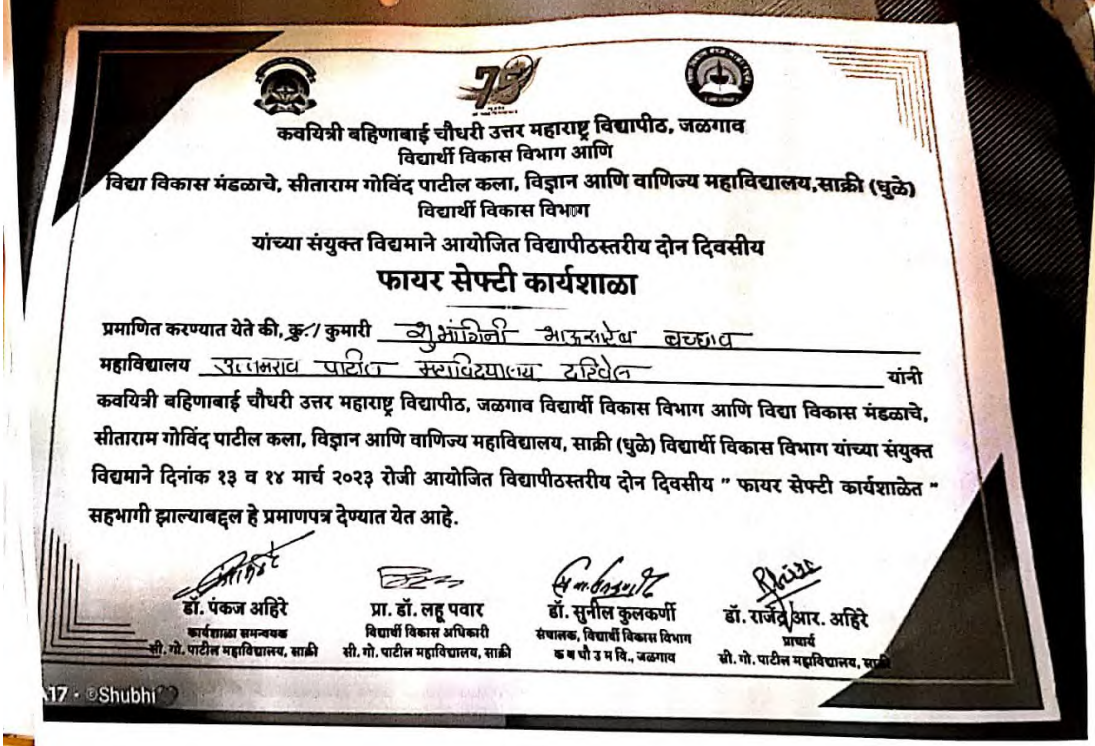 75
कवयित्री बहिणाबाई चौधरी उत्तर महाराष्ट्र विद्यापीठ, जळगाव
विद्यार्थी विकास विभाग आणि
विद्या विकास मंडळाचे, सीताराम गोविंद पाटील कला, विज्ञान आणि वाणिज्य महाविद्यालय,साक्री (धुळे)
विद्यार्थी विकास विभाग
यांच्या संयुक्त विद्यमाने आयोजित विद्यापीठस्तरीय दोन दिवसीय
फायर सेफ्टी कार्यशाळा
प्रमाणित करण्यात येते की, कु./ कुमारी शुभांगिनी भाऊसाहेब बच्छाव
महाविद्यालय उत्तमराव पाटील महाविद्यालय दहिवेल यांनी
कवयित्री बहिणाबाई चौधरी उत्तर महाराष्ट्र विद्यापीठ, जळगाव विद्यार्थी विकास विभाग आणि विद्या विकास मंडळाचे,
सीताराम गोविंद पाटील कला, विज्ञान आणि वाणिज्य महाविद्यालय, साक्री (धुळे) विद्यार्थी विकास विभाग यांच्या संयुक्त
विद्यमाने दिनांक १३ व १४ मार्च २०२३ रोजी आयोजित विद्यापीठस्तरीय दोन दिवसीय " फायर सेफ्टी कार्यशाळेत "
सहभागी झाल्याबद्दल हे प्रमाणपत्र देण्यात येत आहे.
डॉ. पंकज अहिरे प्रा. डॉ. लहू पवार डॉ. सुनील कुलकर्णी डॉ. राजेंद्र आर. अहिरे
कार्यशाळा समन्वयक विद्यार्थी विकास अधिकारी संचालक, विद्यार्थी विकास विभाग प्राचार्य
सी. गो. पाटील महाविद्यालय, साक्री सी. गो. पाटील महाविद्यालय, साक्री क ब चौ उ म वि., जळगाव सी. गो. पाटील महाविद्यालय, साक्री
17 · ©Shubhi